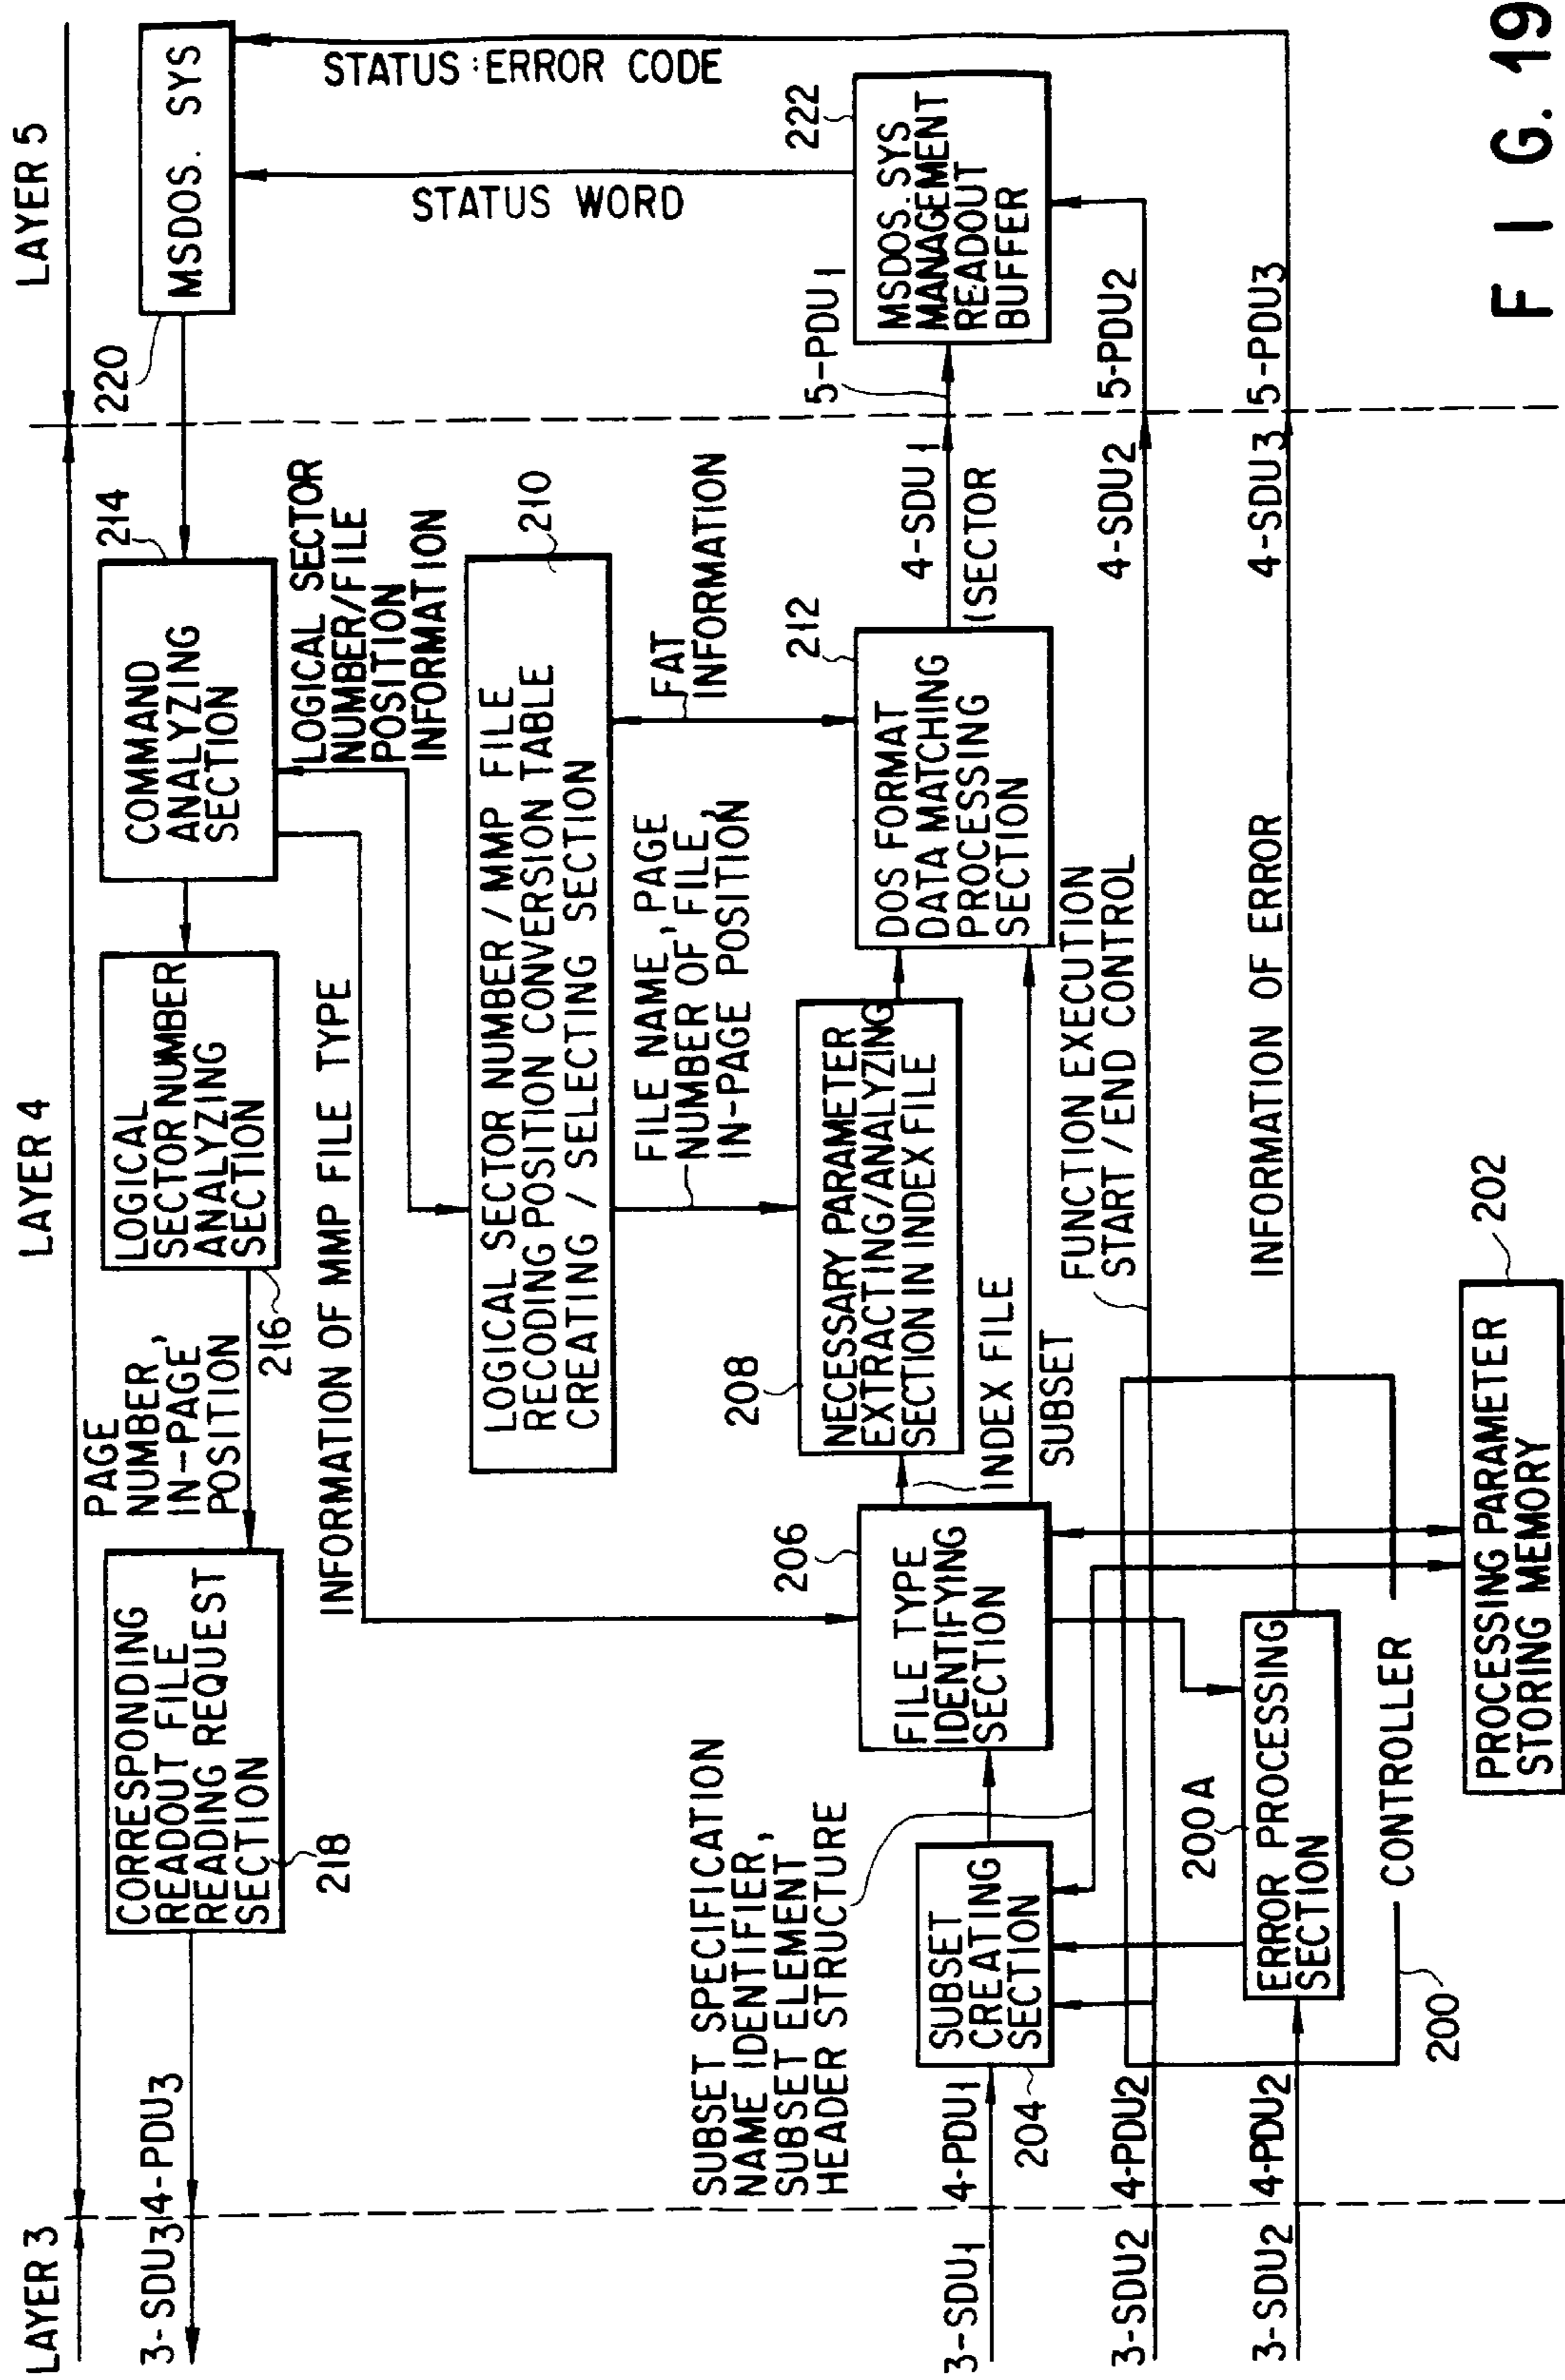 LAYER 3
LAYER 4
LAYER 5
3-SDU3
4-PDU3
CORRESPONDING
READOUT FILE
READING REQUEST
SECTION
218
PAGE
NUMBER,
IN-PAGE
POSITION
LOGICAL
SECTOR NUMBER
ANALYZING
SECTION
216
COMMAND
ANALYZING
SECTION
214
MSDOS. SYS
220
INFORMATION OF MMP FILE TYPE
LOGICAL SECTOR
NUMBER/FILE
POSITION
INFORMATION
STATUS : ERROR CODE
STATUS WORD
LOGICAL SECTOR NUMBER / MMP FILE
RECODING POSITION CONVERSION TABLE
CREATING / SELECTING SECTION
210
FILE NAME, PAGE
NUMBER OF FILE,
IN-PAGE POSITION
FAT
INFORMATION
SUBSET SPECIFICATION
NAME IDENTIFIER,
SUBSET ELEMENT
HEADER STRUCTURE
206
FILE TYPE
IDENTIFYING
SECTION
208
NECESSARY PARAMETER
EXTRACTING/ANALYZING
SECTION IN INDEX FILE
INDEX FILE
SUBSET
212
DOS FORMAT
DATA MATCHING
PROCESSING
SECTION
4-SDU1
(SECTOR
5-PDU1
222
MSDOS. SYS
MANAGEMENT
READOUT
BUFFER
3-SDU1
4-PDU1
SUBSET
CREATING
SECTION
204
3-SDU2
4-PDU2
FUNCTION EXECUTION
START / END CONTROL
4-SDU2
5-PDU2
3-SDU2
4-PDU2
200A
ERROR PROCESSING
SECTION
INFORMATION OF ERROR
4-SDU3
5-PDU3
200
CONTROLLER
202
PROCESSING PARAMETER
STORING MEMORY
FIG. 19